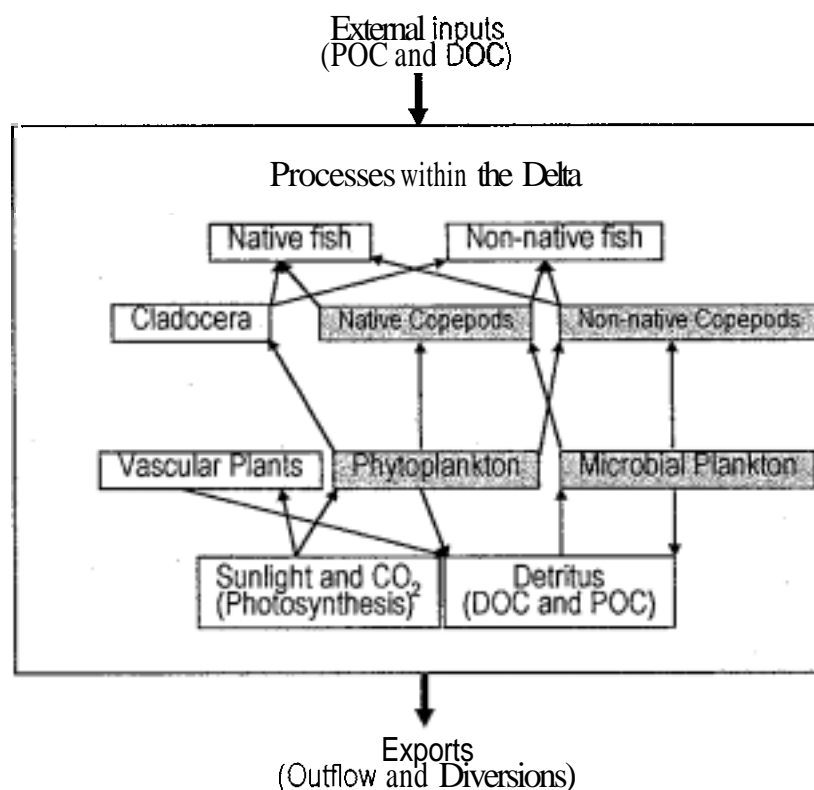 External inputs
(POC and DOC)
Processes within the Delta
Native fish
Non-native fish
Cladocera
Native Copepods
Non-native Copepods
Vascular Plants
Phytoplankton
Microbial Plankton
Sunlight and CO₂
(Photosynthesis)
Detritus
(DOC and POC)
Exports
(Outflow and Diversions)